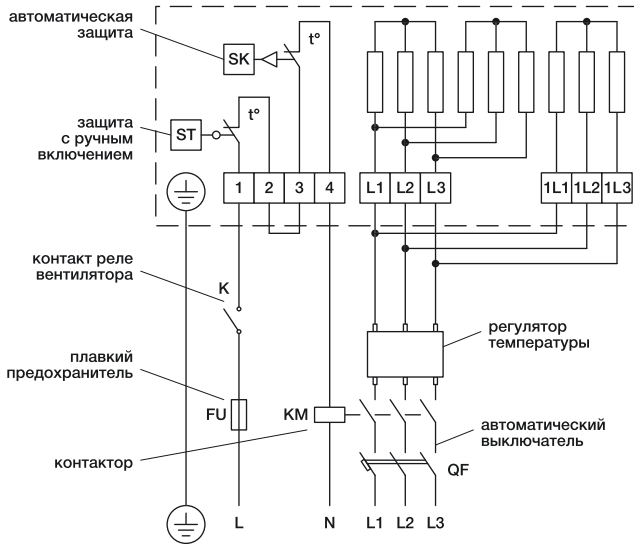 автоматическая
защита
SK
t°
защита
с ручным
включением
ST
t°
1 2 3 4 L1 L2 L3 1L1 1L2 1L3
контакт реле
вентилятора
K
регулятор
температуры
плавкий
предохранитель
FU
KM
автоматический
выключатель
контактор
QF
L N L1 L2 L3